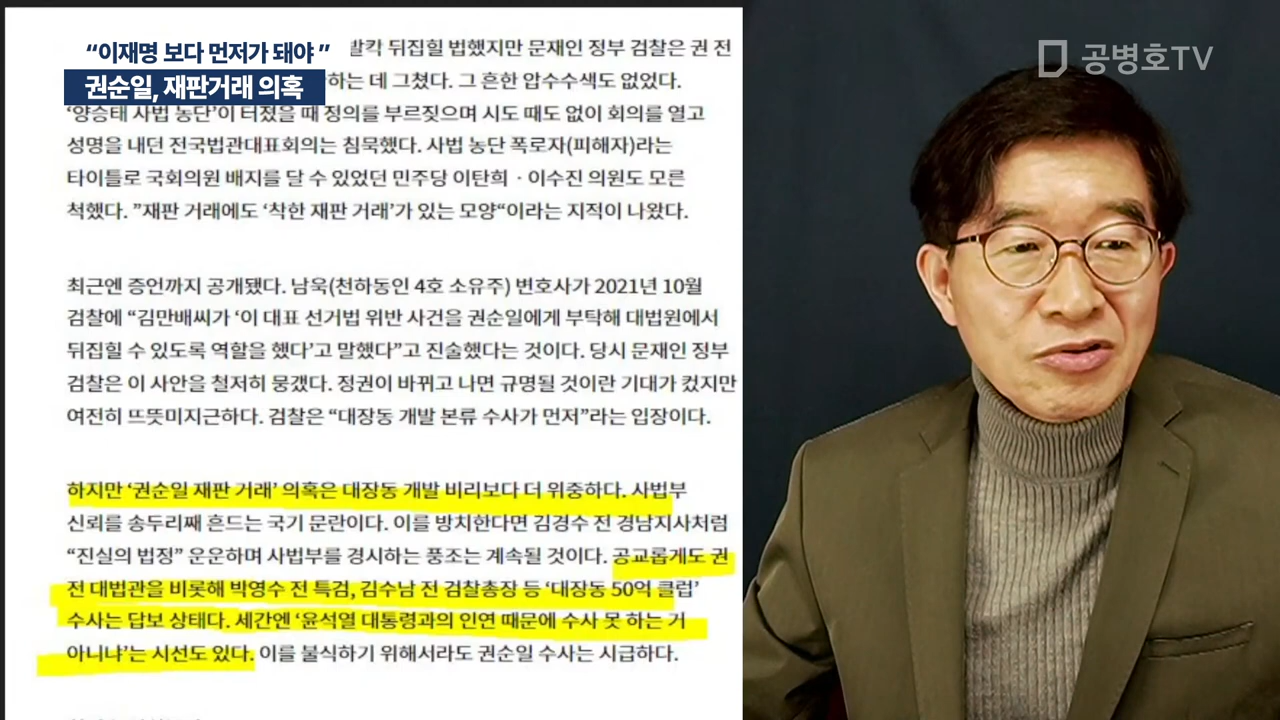 “이재명 보다 먼저가 돼야 ”
권순일, 재판거래 의혹
공병호TV
발칵 뒤집힐 법했지만 문재인 정부 검찰은 권 전
하는 데 그쳤다. 그 흔한 압수수색도 없었다.
‘양승태 사법 농단’이 터졌을 때 정의를 부르짖으며 시도 때도 없이 회의를 열고
성명을 내던 전국법관대표회의는 침묵했다. 사법 농단 폭로자(피해자)라는
타이틀로 국회의원 배지를 달 수 있었던 민주당 이탄희ㆍ이수진 의원도 모른
척했다. ”재판 거래에도 ‘착한 재판 거래’가 있는 모양“이라는 지적이 나왔다.
최근엔 증언까지 공개됐다. 남욱(천하동인 4호 소유주) 변호사가 2021년 10월
검찰에 “김만배씨가 ‘이 대표 선거법 위반 사건을 권순일에게 부탁해 대법원에서
뒤집힐 수 있도록 역할을 했다’고 말했다”고 진술했다는 것이다. 당시 문재인 정부
검찰은 이 사안을 철저히 뭉갰다. 정권이 바뀌고 나면 규명될 것이란 기대가 컸지만
여전히 뜨뜻미지근하다. 검찰은 “대장동 개발 본류 수사가 먼저”라는 입장이다.
하지만 ‘권순일 재판 거래’ 의혹은 대장동 개발 비리보다 더 위중하다. 사법부
신뢰를 송두리째 흔드는 국기 문란이다. 이를 방치한다면 김경수 전 경남지사처럼
“진실의 법정” 운운하며 사법부를 경시하는 풍조는 계속될 것이다. 공교롭게도 권
전 대법관을 비롯해 박영수 전 특검, 김수남 전 검찰총장 등 ‘대장동 50억 클럽’
수사는 답보 상태다. 세간엔 ‘윤석열 대통령과의 인연 때문에 수사 못 하는 거
아니냐’는 시선도 있다. 이를 불식하기 위해서라도 권순일 수사는 시급하다.